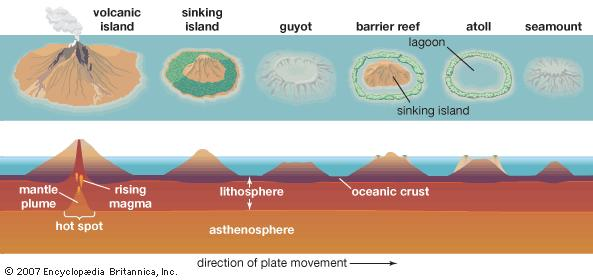 volcanic
island
sinking
island
guyot
barrier reef
atoll
seamount
lagoon
sinking island
mantle
plume
rising
magma
hot spot
lithosphere
oceanic crust
asthenosphere
direction of plate movement
© 2007 Encyclopædia Britannica, Inc.